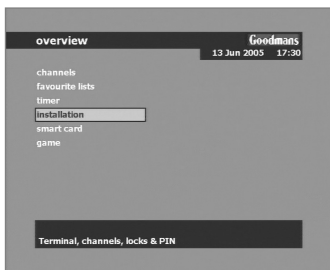 overview
Goodmans
13 Jun 2005 17:30
channels
favourite lists
timer
installation
smart card
game
Terminal, channels, locks & PIN